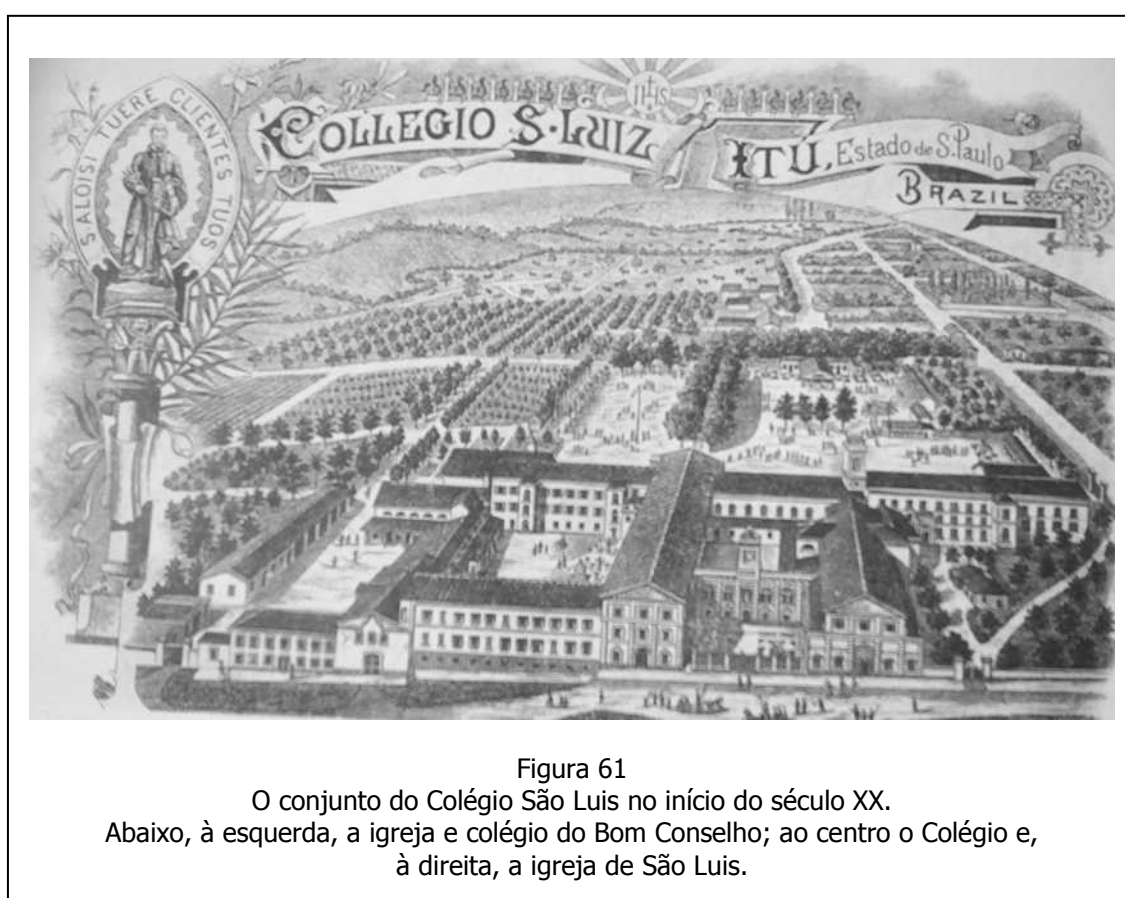 S. ALOISI TUERE CLIENTES TUOS
COLLEGIO S. LUIZ
IHS
ITÚ, Estado de S. Paulo
BRAZIL
Figura 61
O conjunto do Colégio São Luis no início do século XX.
Abaixo, à esquerda, a igreja e colégio do Bom Conselho; ao centro o Colégio e,
à direita, a igreja de São Luis.